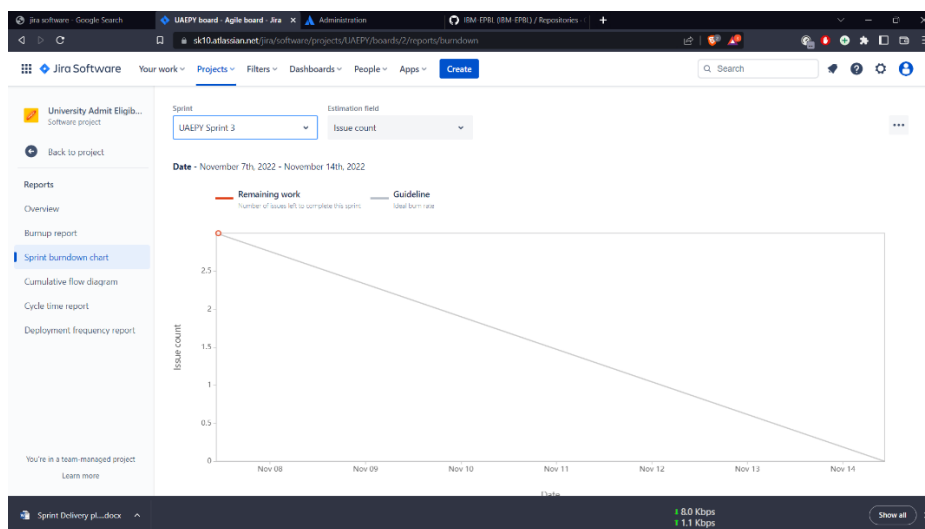 jira software - Google Search
UAEPY board - Agile board - Jira
Administration
IBM-EPBL (IBM-EPBL) / Repositories -
sk10.atlassian.net/jira/software/projects/UAEPY/boards/2/reports/burndown
Jira Software
Your work
Projects
Filters
Dashboards
People
Apps
Create
Search
University Admit Eligib...
Software project
Back to project
Reports
Overview
Burnup report
Sprint burndown chart
Cumulative flow diagram
Cycle time report
Deployment frequency report
You're in a team-managed project
Learn more
Sprint
UAEPY Sprint 3
Estimation field
Issue count
Date - November 7th, 2022 - November 14th, 2022
Remaining work
Number of issues left to complete this sprint
Guideline
Ideal burn rate
Issue count
2.5
2
1.5
1
0.5
0
Nov 08
Nov 09
Nov 10
Nov 11
Nov 12
Nov 13
Nov 14
Date
Sprint Delivery pl....docx
8.0 Kbps
1.1 Kbps
Show all